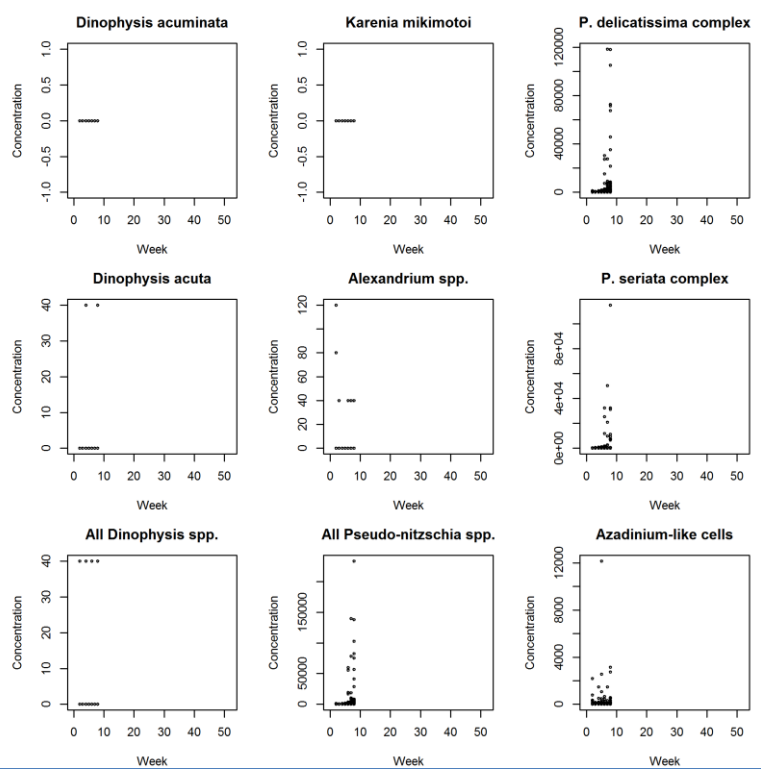 Dinophysis acuminata
Concentration
1.0
0.5
0.0
-0.5
-1.0
0 10 20 30 40 50
Week
Karenia mikimotoi
Concentration
1.0
0.5
0.0
-0.5
-1.0
0 10 20 30 40 50
Week
P. delicatissima complex
Concentration
120000
80000
40000
0
0 10 20 30 40 50
Week
Dinophysis acuta
Concentration
40
30
20
10
0
0 10 20 30 40 50
Week
Alexandrium spp.
Concentration
120
80
60
40
20
0
0 10 20 30 40 50
Week
P. seriata complex
Concentration
8e+04
4e+04
0e+00
0 10 20 30 40 50
Week
All Dinophysis spp.
Concentration
40
30
20
10
0
0 10 20 30 40 50
Week
All Pseudo-nitzschia spp.
Concentration
150000
50000
0
0 10 20 30 40 50
Week
Azadinium-like cells
Concentration
12000
8000
4000
0
0 10 20 30 40 50
Week